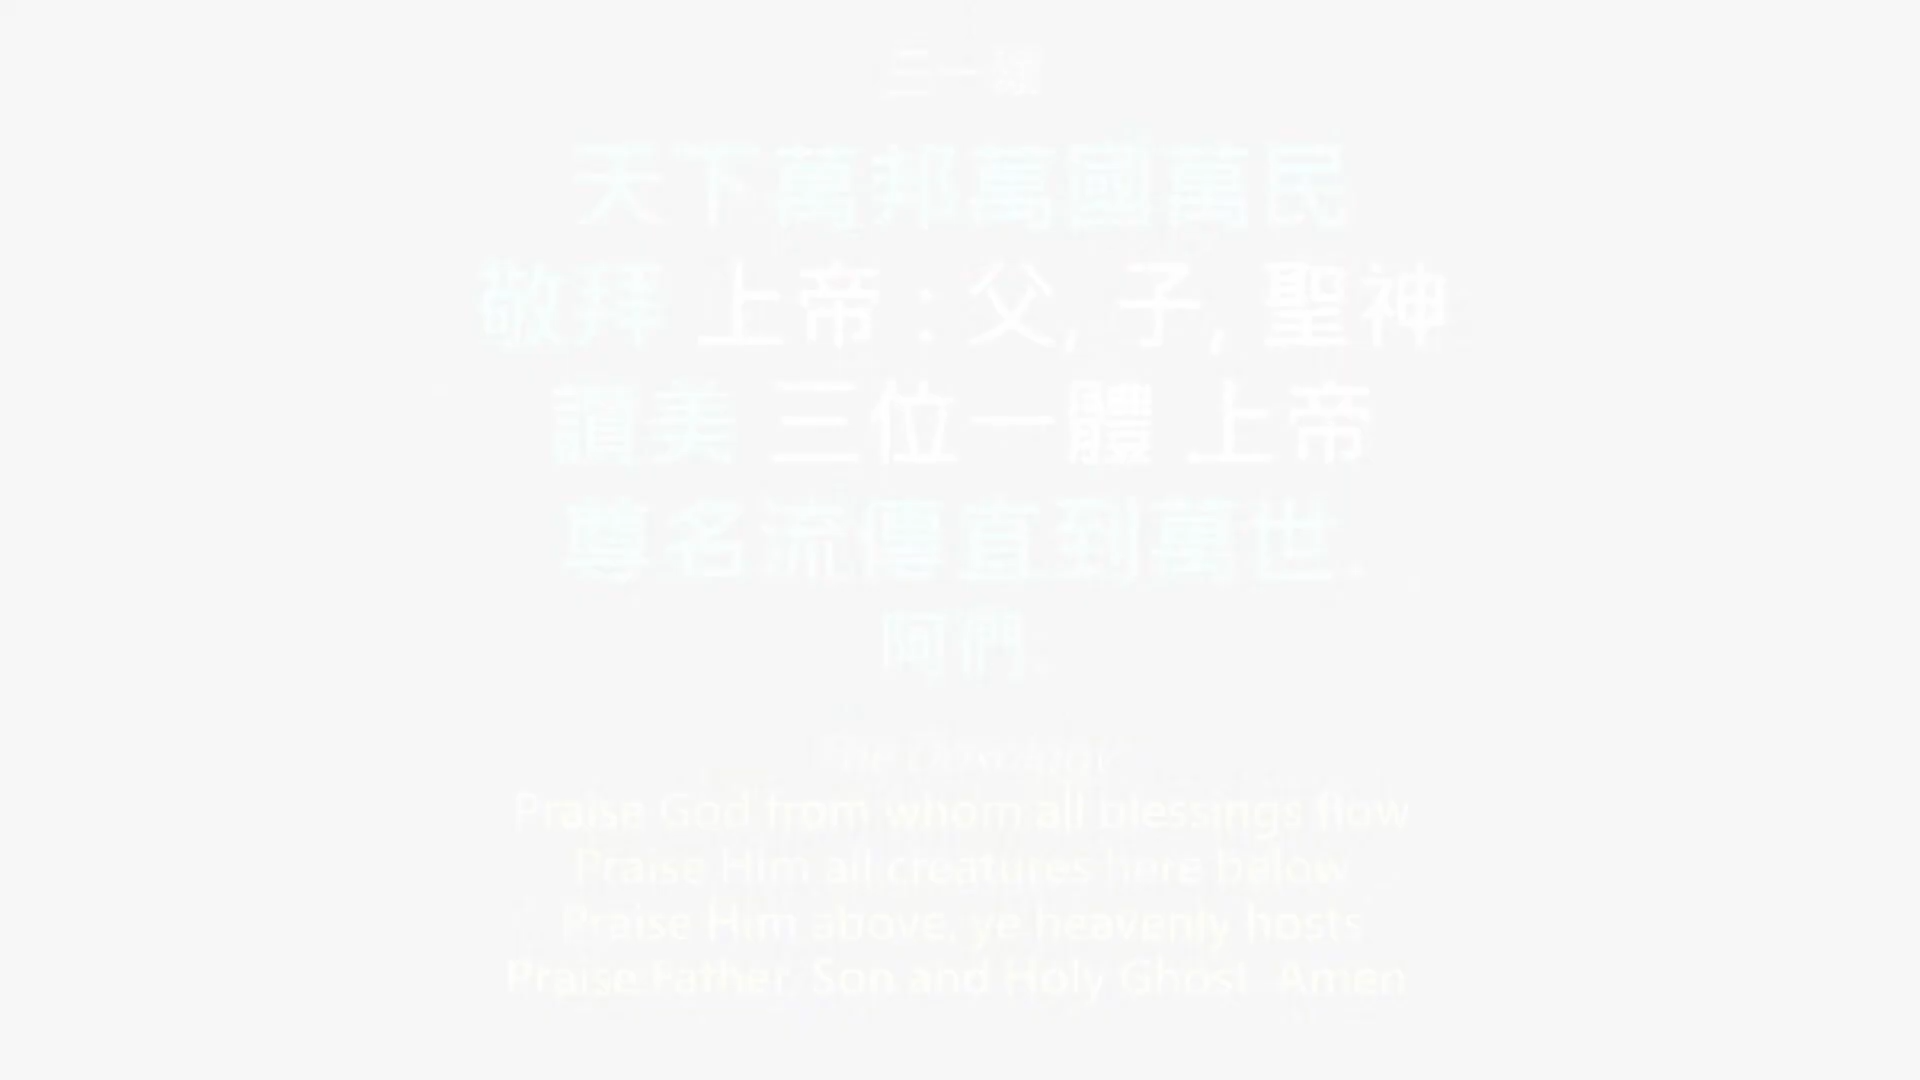 三一頌
天下萬邦萬國萬民
敬拜 上帝 : 父, 子, 聖神
讚美 三位一體 上帝
尊名流傳直到萬世.
阿們.
The Doxology
Praise God from whom all blessings flow
Praise Him all creatures here below
Praise Him above, ye heavenly hosts
Praise Father, Son and Holy Ghost Amen